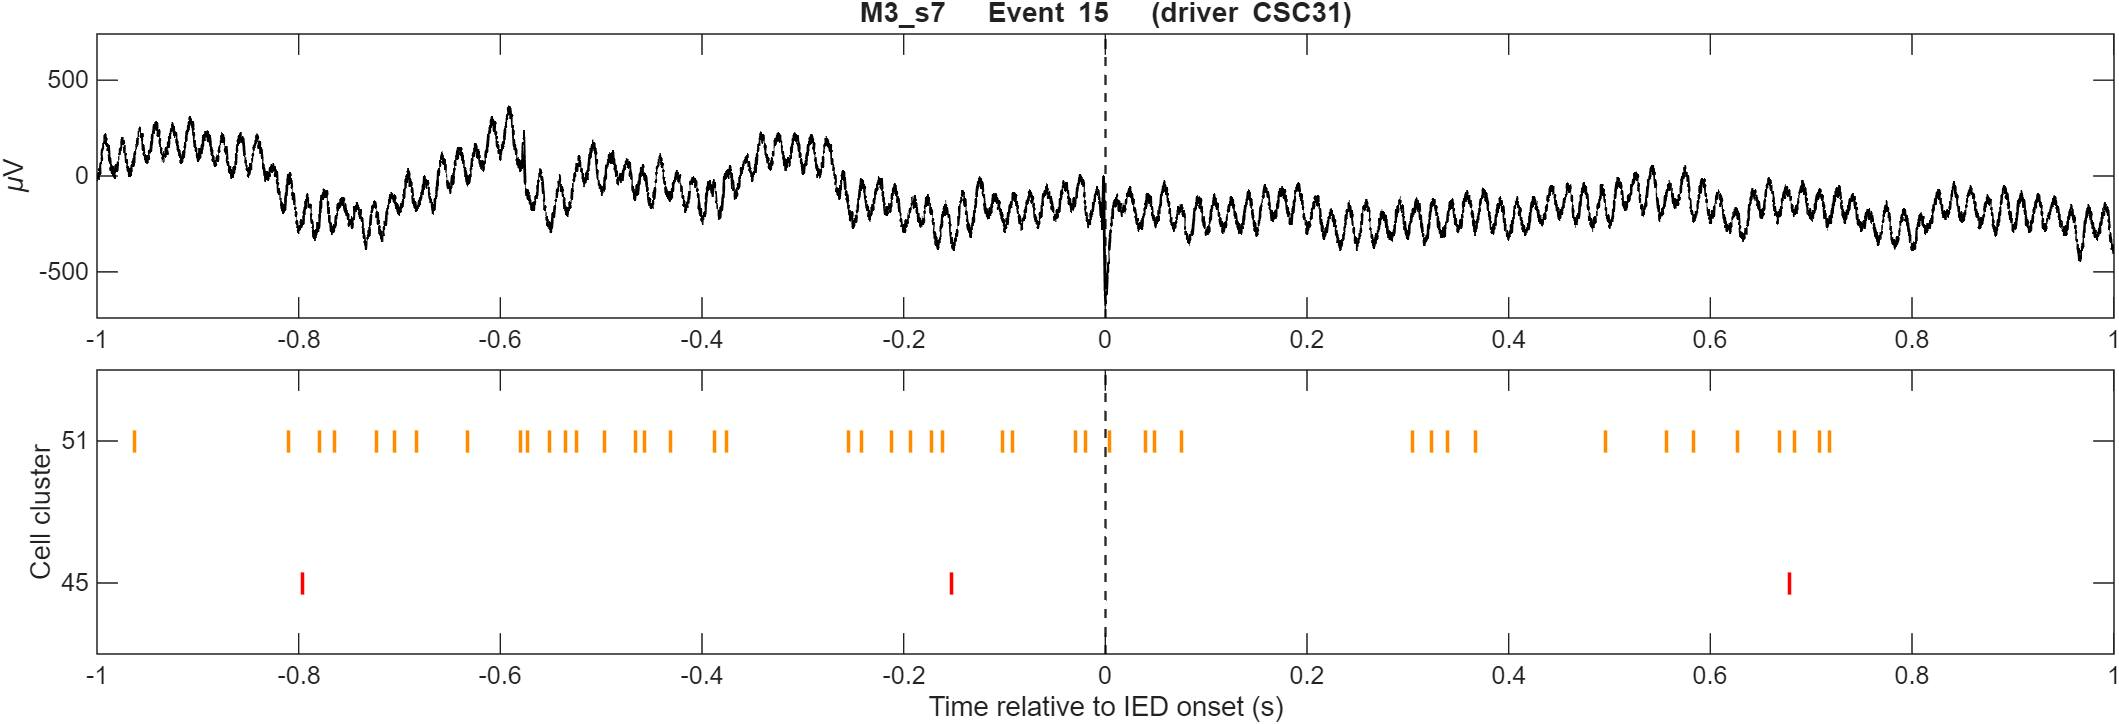 M3_s7 Event 15 (driver CSC31)
500
0
-500
µV
-1 -0.8 -0.6 -0.4 -0.2 0 0.2 0.4 0.6 0.8 1
51
45
Cell cluster
-1 -0.8 -0.6 -0.4 -0.2 0 0.2 0.4 0.6 0.8 1
Time relative to IED onset (s)